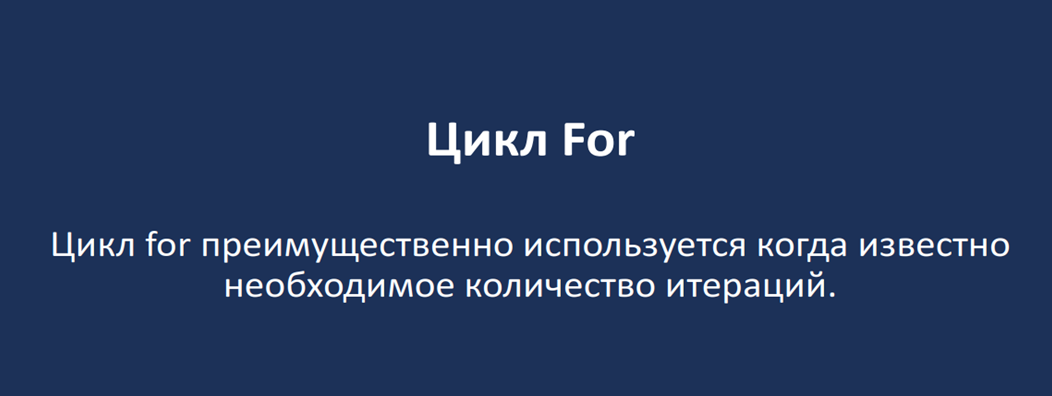 Цикл For
Цикл for преимущественно используется когда известно
необходимое количество итераций.